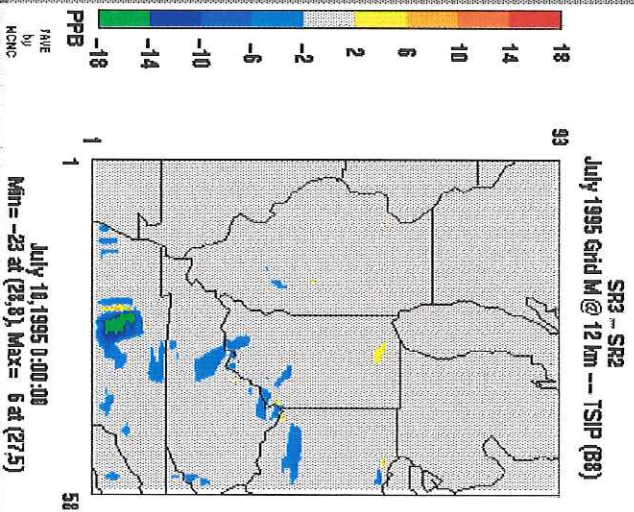 SR3 - SR2
July 1995 Grid M @ 12 km --- TSIP (B8)
18
14
10
6
2
-2
-6
-10
-14
-18
PPB
93
1
1
58
PAVE
by
MCNC
July 18, 1995 0:00:00
Min= -23 at (28,8), Max= 6 at (27,5)